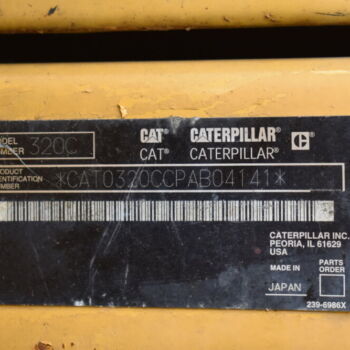 MODEL NUMBER 320C
CAT CATERPILLAR C
CAT® CATERPILLAR®
PRODUCT IDENTIFICATION NUMBER *CAT0320CCPAB04141*
CATERPILLAR INC.
PEORIA, IL 61629
USA
MADE IN
JAPAN
PARTS ORDER
239-6986X